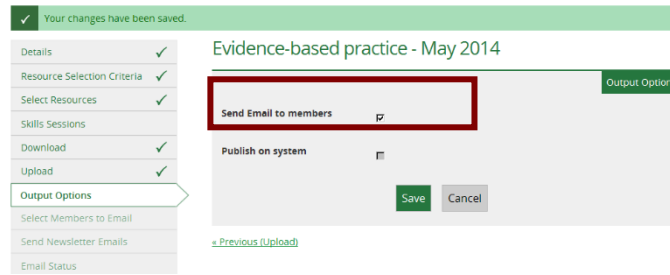 Your changes have been saved.
Details
Resource Selection Criteria
Select Resources
Skills Sessions
Download
Upload
Output Options
Select Members to Email
Send Newsletter Emails
Email Status
Evidence-based practice - May 2014
Output Option
Send Email to members
Publish on system
Save Cancel
« Previous (Upload)